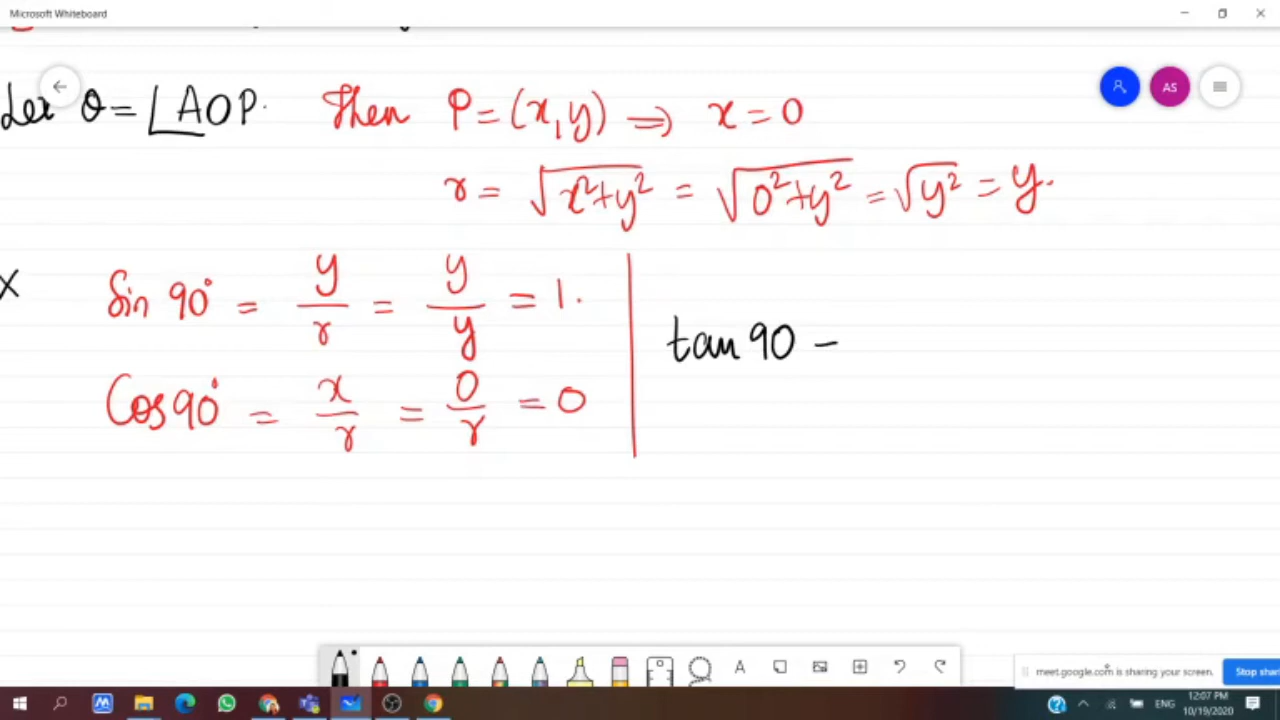 Microsoft Whiteboard
Let θ = ∠AOP. Then P = (x,y) ⟹ x = 0
r = √x²+y² = √0²+y² = √y² = y.
X
Sin 90° = y/r = y/y = 1.
Cos 90° = x/r = 0/r = 0
tan 90 –
AS
A
meet.google.com is sharing your screen.
Stop shar
ENG
12:07 PM
10/19/2020